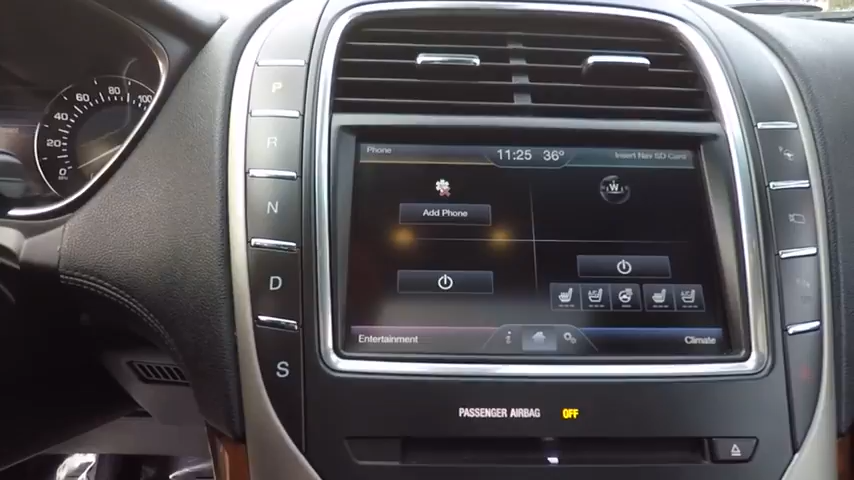 20
40
60
80
100
0
P
R
N
D
S
Phone
11:25 36°
Insert Nav SD Card
Add Phone
W
Entertainment
i
Climate
PASSENGER AIRBAG OFF